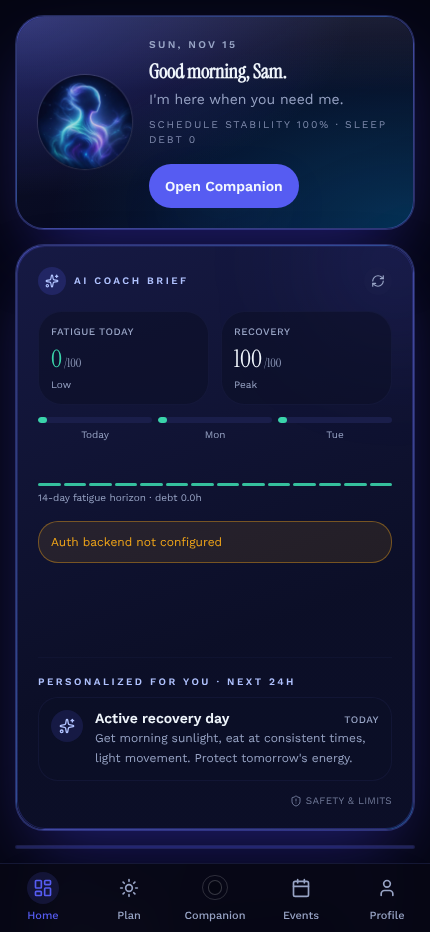 SUN, NOV 15
Good morning, Sam.
I'm here when you need me.
SCHEDULE STABILITY 100% · SLEEP
DEBT 0
Open Companion
AI COACH BRIEF
FATIGUE TODAY
0 /100
Low
RECOVERY
100 /100
Peak
Today
Mon
Tue
14-day fatigue horizon · debt 0.0h
Auth backend not configured
PERSONALIZED FOR YOU · NEXT 24H
Active recovery day
TODAY
Get morning sunlight, eat at consistent times,
light movement. Protect tomorrow's energy.
SAFETY & LIMITS
Home
Plan
Companion
Events
Profile